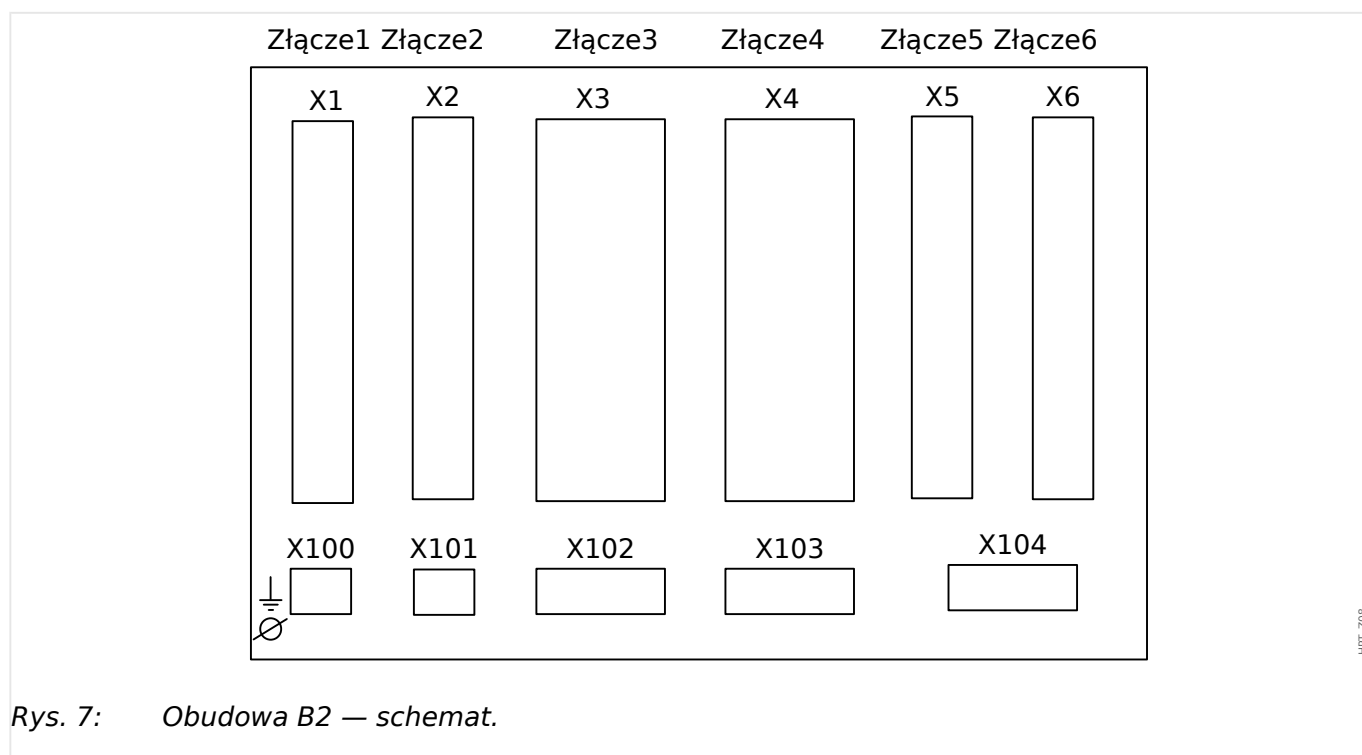 Złącze1 Złącze2 Złącze3 Złącze4 Złącze5 Złącze6
X1 X2 X3 X4 X5 X6
X100 X101 X102 X103 X104
Rys. 7: Obudowa B2 — schemat.